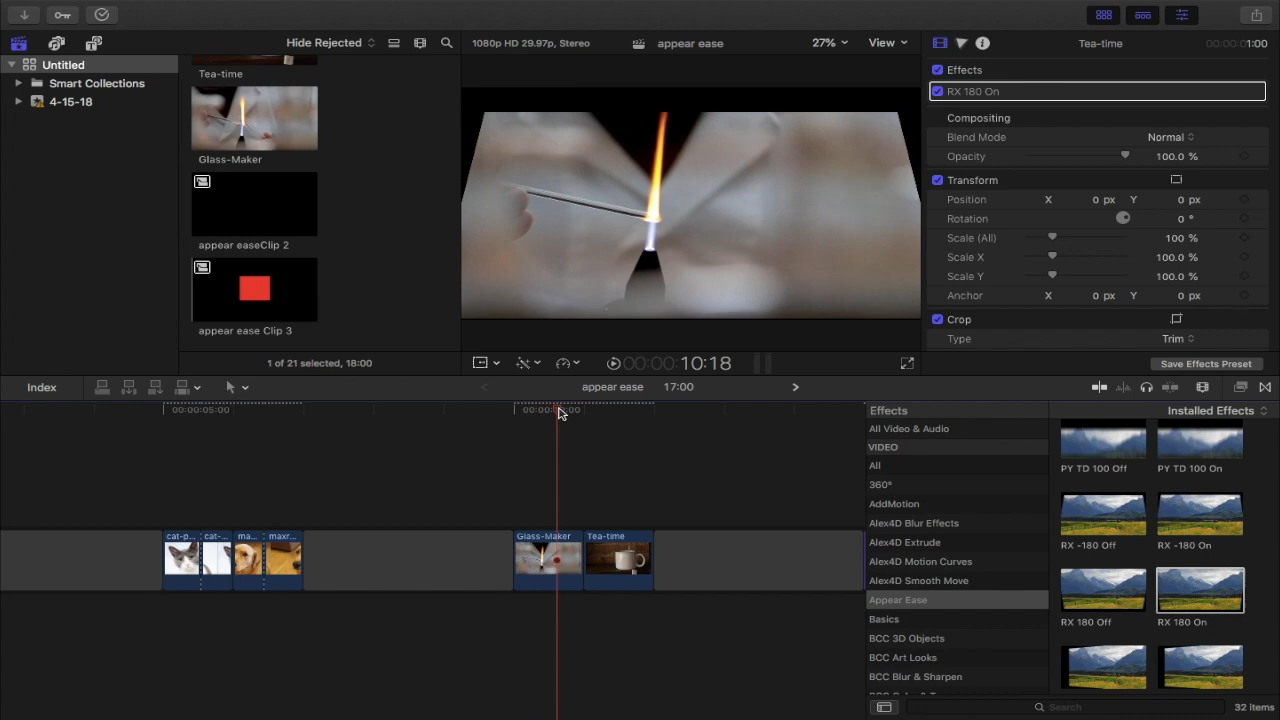 Hide Rejected
1080p HD 29.97p, Stereo
appear ease
27%
View
Tea-time
1:00
Untitled
Smart Collections
4-15-18
Tea-time
Glass-Maker
appear easeClip 2
appear ease Clip 3
1 of 21 selected, 18:00
Effects
RX 180 On
Compositing
Blend Mode
Normal
Opacity
100.0 %
Transform
Position
X
0 px
Y
0 px
Rotation
0 °
Scale (All)
100 %
Scale X
100.0 %
Scale Y
100.0 %
Anchor
X
0 px
Y
0 px
Crop
Type
Trim
00:00:10:18
Save Effects Preset
Index
appear ease
17:00
00:00:05:00
Effects
Installed Effects
All Video & Audio
VIDEO
All
360°
AddMotion
Alex4D Blur Effects
Alex4D Extrude
Alex4D Motion Curves
Alex4D Smooth Move
Appear Ease
Basics
BCC 3D Objects
BCC Art Looks
BCC Blur & Sharpen
PY TD 100 Off
PY TD 100 On
RX -180 Off
RX -180 On
RX 180 Off
RX 180 On
cat-p...
cat-...
ma...
maxr...
Glass-Maker
Tea-time
Search
32 items